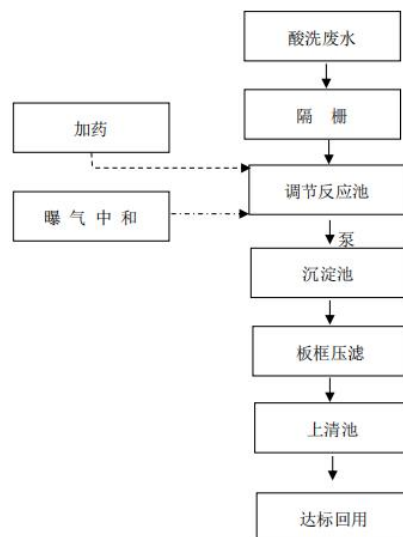 酸洗废水
隔 栅
加药
调节反应池
曝 气 中 和
泵
沉淀池
板框压滤
上清池
达标回用